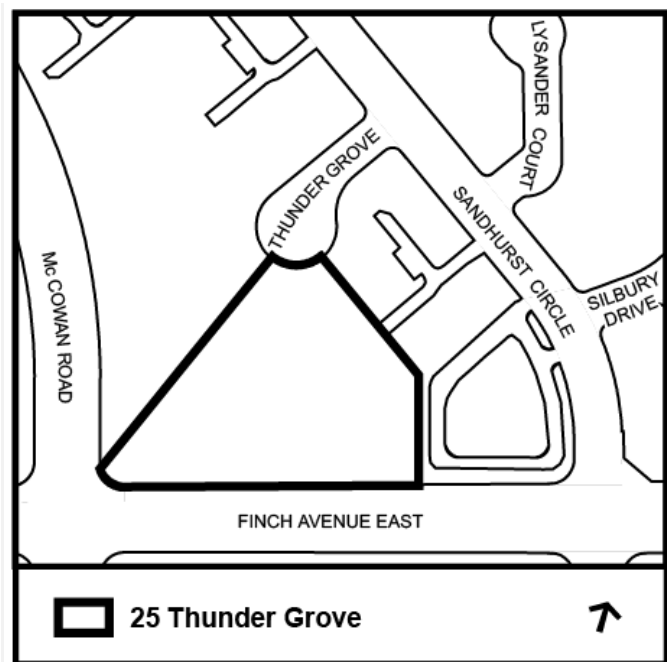 LYSANDER COURT
THUNDER GROVE
SANDHURST CIRCLE
SILBURY
DRIVE
Mc COWAN ROAD
FINCH AVENUE EAST
25 Thunder Grove